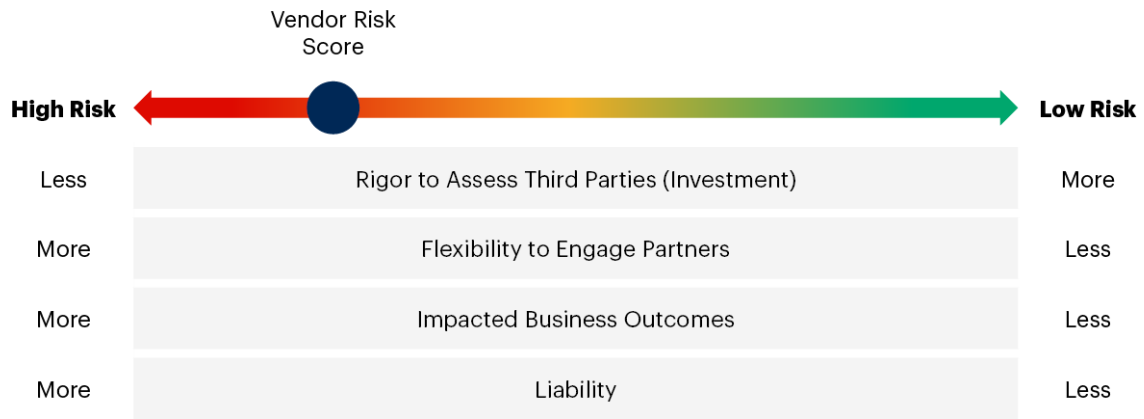 Vendor Risk
Score
High Risk
Low Risk
Less
Rigor to Assess Third Parties (Investment)
More
More
Flexibility to Engage Partners
Less
More
Impacted Business Outcomes
Less
More
Liability
Less